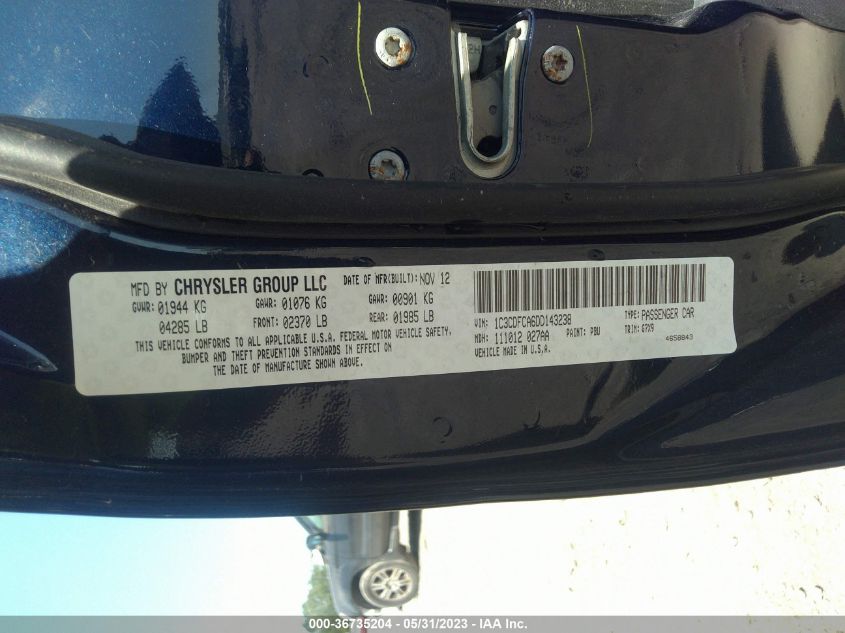 MFD BY CHRYSLER GROUP LLC DATE OF MFR(BUILT): NOV 12
GVWR: 01944 KG GAWR: 01076 KG GAWR: 00901 KG
04285 LB FRONT: 02370 LB REAR: 01985 LB
THIS VEHICLE CONFORMS TO ALL APPLICABLE U.S.A. FEDERAL MOTOR VEHICLE SAFETY,
BUMPER AND THEFT PREVENTION STANDARDS IN EFFECT ON
THE DATE OF MANUFACTURE SHOWN ABOVE.
VIN: 1C3CDFCA6DD143238 TYPE: PASSENGER CAR
MDH: 111012 027AA PAINT: PBU TRIM: G7X9
VEHICLE MADE IN U.S.A. 4658843
000-36735204 - 05/31/2023 - IAA Inc.